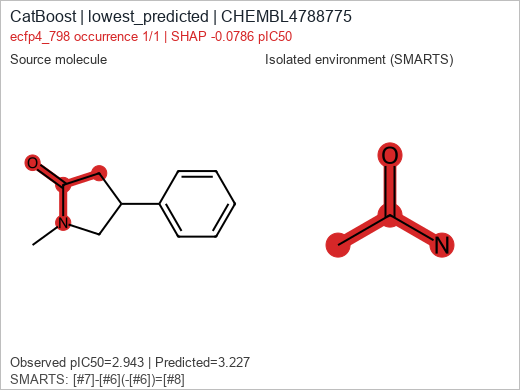 CatBoost | lowest_predicted | CHEMBL4788775
ecfp4_798 occurrence 1/1 | SHAP -0.0786 pIC50
Source molecule
Isolated environment (SMARTS)
O
N
O
N
Observed pIC50=2.943 | Predicted=3.227
SMARTS: [#7]-[#6](-[#6])=[#8]